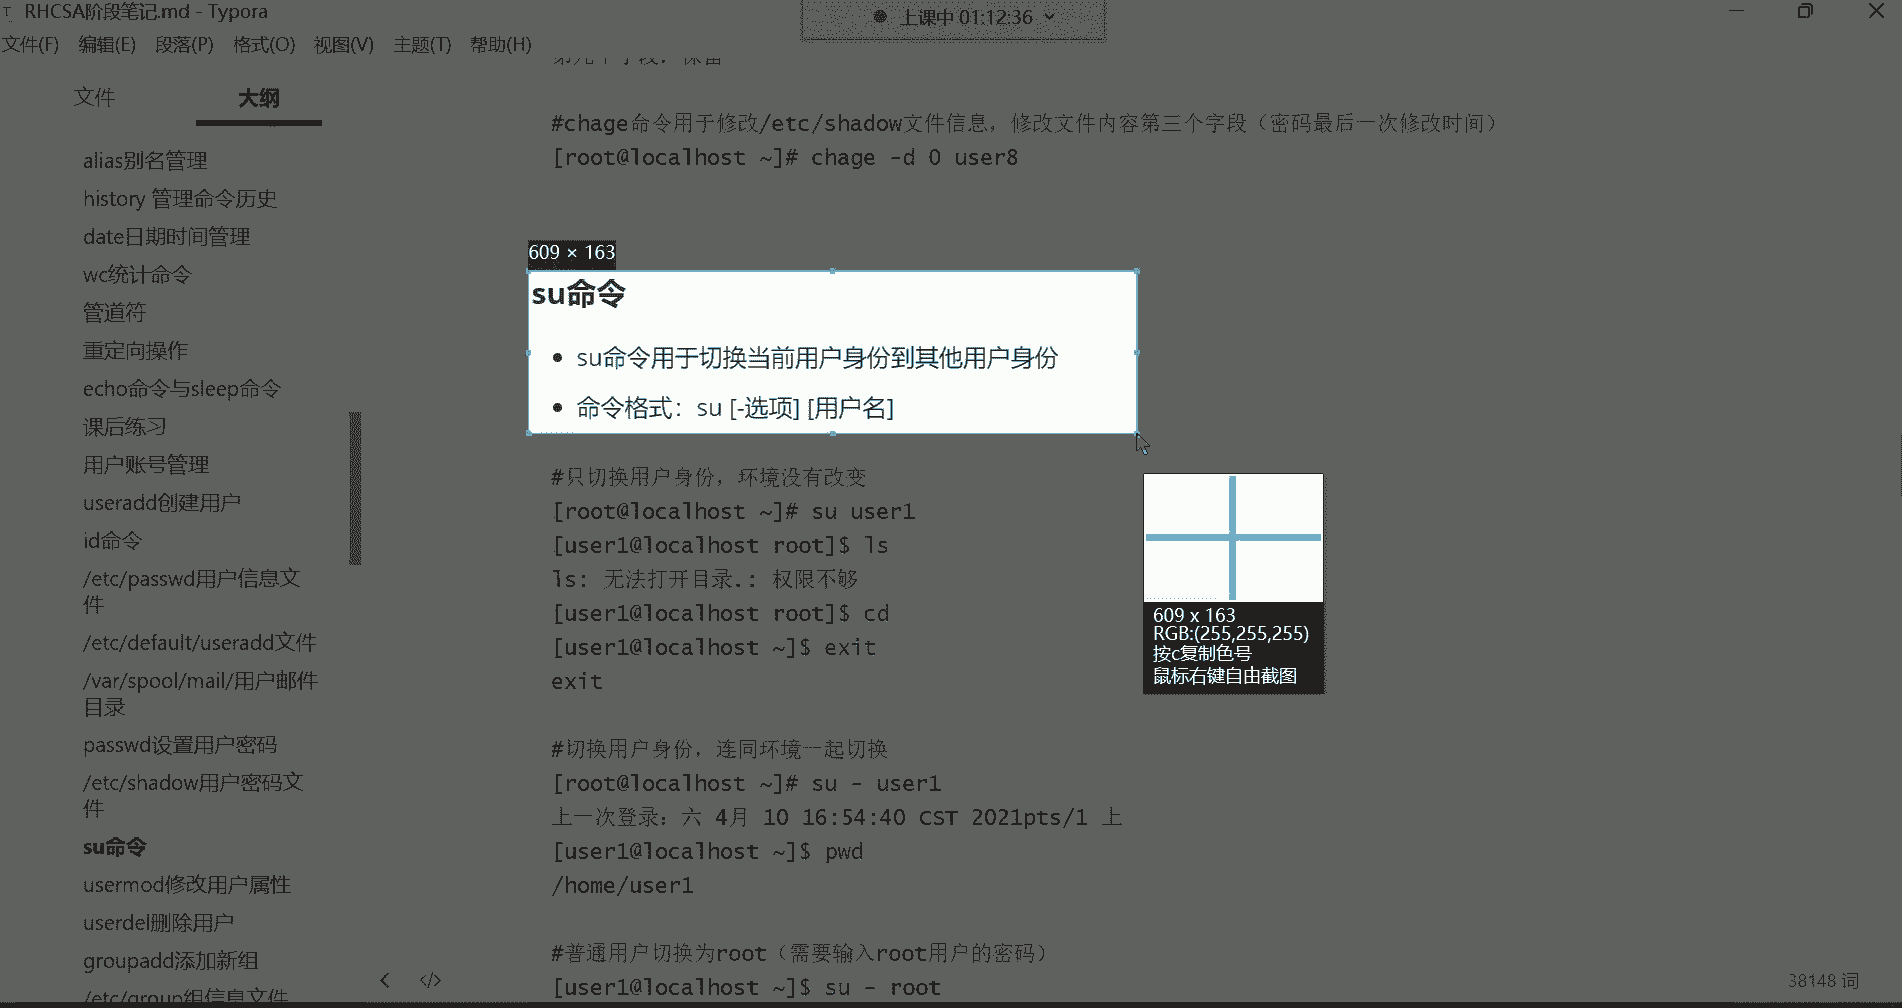 RHCSA阶段笔记.md - Typora
上课中 01:12:36
文件(F) 编辑(E) 段落(P) 格式(O) 视图(V) 主题(T) 帮助(H)
文件 大纲
alias别名管理
history 管理命令历史
date日期时间管理
wc统计命令
管道符
重定向操作
echo命令与sleep命令
课后练习
用户账号管理
useradd创建用户
id命令
/etc/passwd用户信息文
件
/etc/default/useradd文件
/var/spool/mail/用户邮件
目录
passwd设置用户密码
/etc/shadow用户密码文
件
su命令
usermod修改用户属性
userdel删除用户
groupadd添加新组
/etc/group组信息文件
#chage命令用于修改/etc/shadow文件信息，修改文件内容第三个字段（密码最后一次修改时间）
[root@localhost ~]# chage -d 0 user8
609 × 163
su命令
• su命令用于切换当前用户身份到其他用户身份
• 命令格式：su [-选项] [用户名]
#只切换用户身份，环境没有改变
[root@localhost ~]# su user1
[user1@localhost root]$ ls
ls: 无法打开目录.: 权限不够
[user1@localhost root]$ cd
[user1@localhost ~]$ exit
exit
#切换用户身份，连同环境一起切换
[root@localhost ~]# su - user1
上一次登录：六 4月 10 16:54:40 CST 2021pts/1 上
[user1@localhost ~]$ pwd
/home/user1
#普通用户切换为root（需要输入root用户的密码）
[user1@localhost ~]$ su - root
609 x 163
RGB:(255,255,255)
按c复制色号
鼠标右键自由截图
38148 词